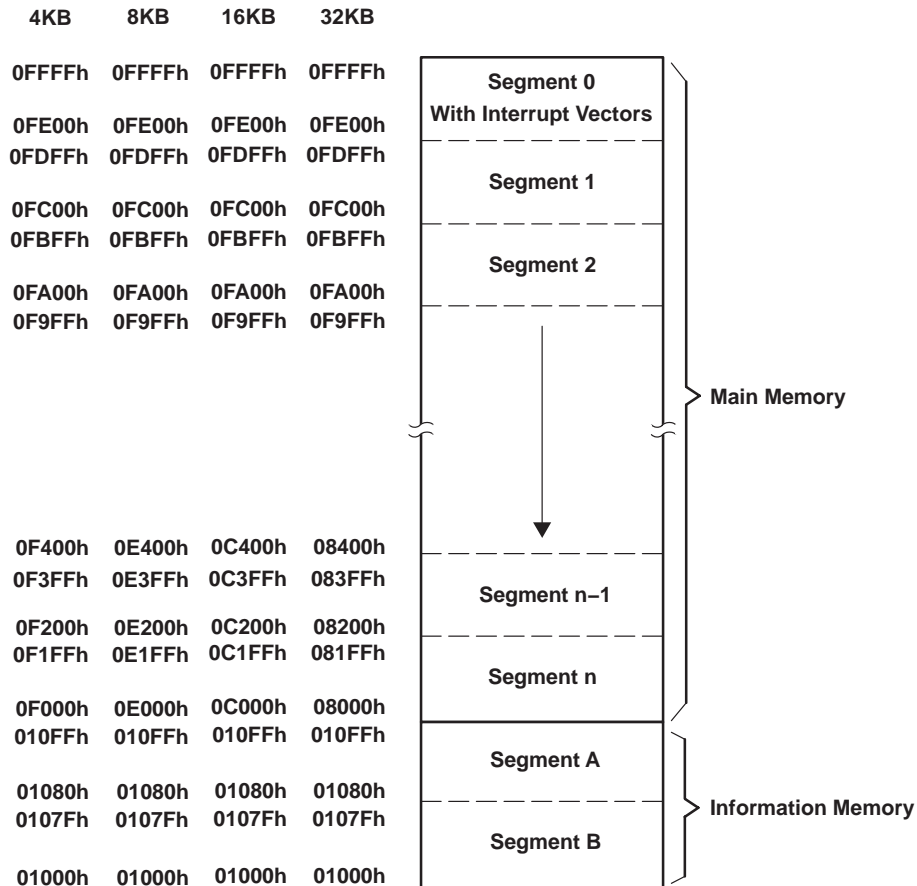 4KB 8KB 16KB 32KB
0FFFFh 0FFFFh 0FFFFh 0FFFFh
Segment 0
With Interrupt Vectors
0FE00h 0FE00h 0FE00h 0FE00h
0FDFFh 0FDFFh 0FDFFh 0FDFFh
Segment 1
0FC00h 0FC00h 0FC00h 0FC00h
0FBFFh 0FBFFh 0FBFFh 0FBFFh
Segment 2
0FA00h 0FA00h 0FA00h 0FA00h
0F9FFh 0F9FFh 0F9FFh 0F9FFh
Main Memory
0F400h 0E400h 0C400h 08400h
0F3FFh 0E3FFh 0C3FFh 083FFh
Segment n−1
0F200h 0E200h 0C200h 08200h
0F1FFh 0E1FFh 0C1FFh 081FFh
Segment n
0F000h 0E000h 0C000h 08000h
010FFh 010FFh 010FFh 010FFh
Segment A
01080h 01080h 01080h 01080h
0107Fh 0107Fh 0107Fh 0107Fh
Information Memory
Segment B
01000h 01000h 01000h 01000h